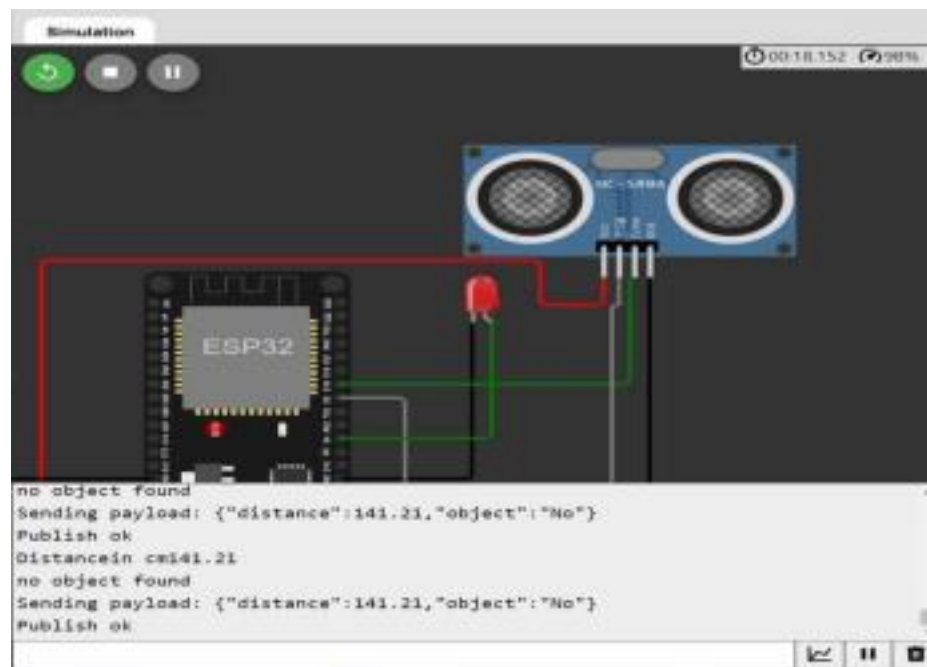 Simulation
00:18.152 98%
HC-SR04
ESP32
no object found
Sending payload: {"distance":141.21,"object":"No"}
Publish ok
Distancein cm141.21
no object found
Sending payload: {"distance":141.21,"object":"No"}
Publish ok